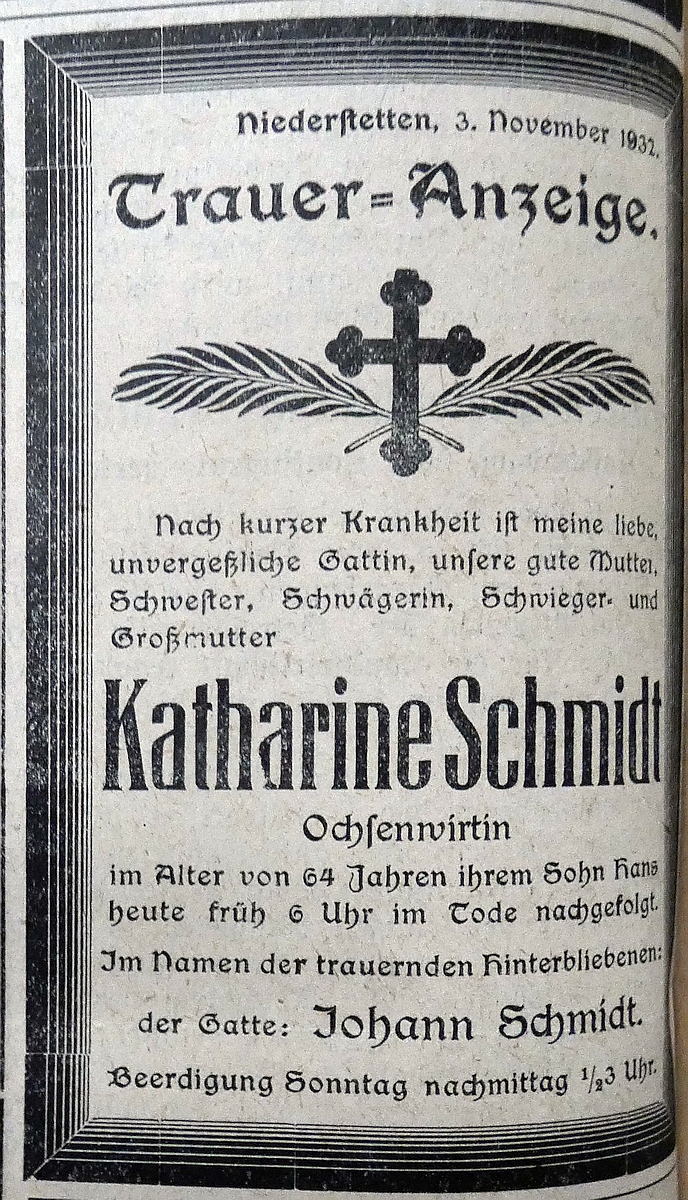 Niederstetten, 3. November 1932.
Trauer=Anzeige.
Nach kurzer Krankheit ist meine liebe,
unvergeßliche Gattin, unsere gute Mutter,
Schwester, Schwägerin, Schwieger- und
Großmutter
Katharine Schmidt
Ochsenwirtin
im Alter von 64 Jahren ihrem Sohn Hans
heute früh 6 Uhr im Tode nachgefolgt.
Im Namen der trauernden Hinterbliebenen:
der Gatte: Johann Schmidt.
Beerdigung Sonntag nachmittag ½3 Uhr.